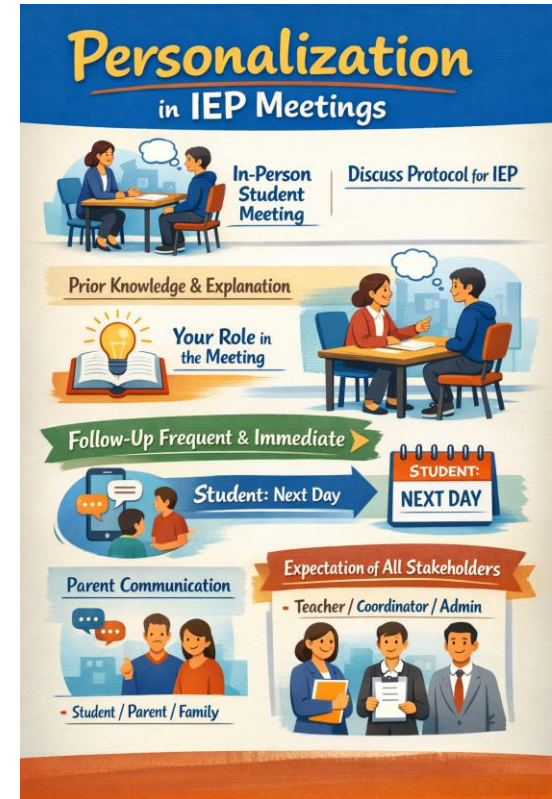 Personalization
in IEP Meetings
In-Person
Student
Meeting
Discuss Protocol for IEP
Prior Knowledge & Explanation
Your Role in
the Meeting
Follow-Up Frequent & Immediate
Student: Next Day
STUDENT:
NEXT DAY
Parent Communication
- Student / Parent / Family
Expectation of All Stakeholders
- Teacher / Coordinator / Admin